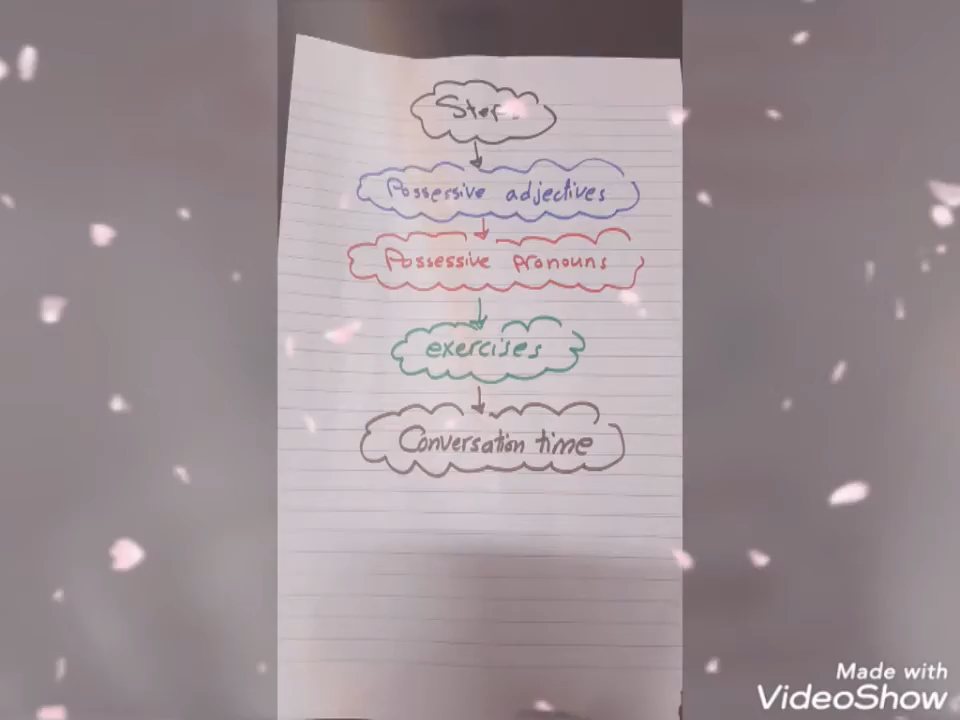 Possessive adjectives
Possessive pronouns
exercises
Conversation time
Made with
VideoShow